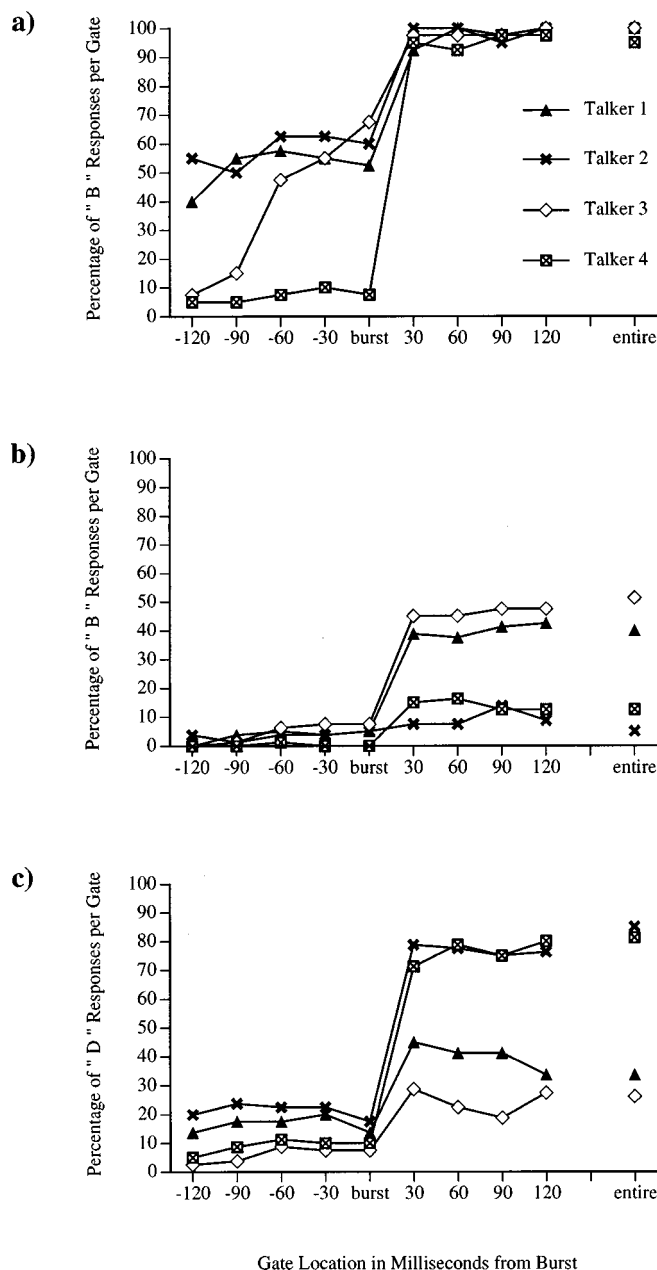 a)
Percentage of " B " Responses per Gate
100
90
80
70
60
50
40
30
20
10
0
-120 -90 -60 -30 burst 30 60 90 120 entire
Talker 1
Talker 2
Talker 3
Talker 4
b)
Percentage of " B " Responses per Gate
100
90
80
70
60
50
40
30
20
10
0
-120 -90 -60 -30 burst 30 60 90 120 entire
c)
Percentage of " D " Responses per Gate
100
90
80
70
60
50
40
30
20
10
0
-120 -90 -60 -30 burst 30 60 90 120 entire
Gate Location in Milliseconds from Burst